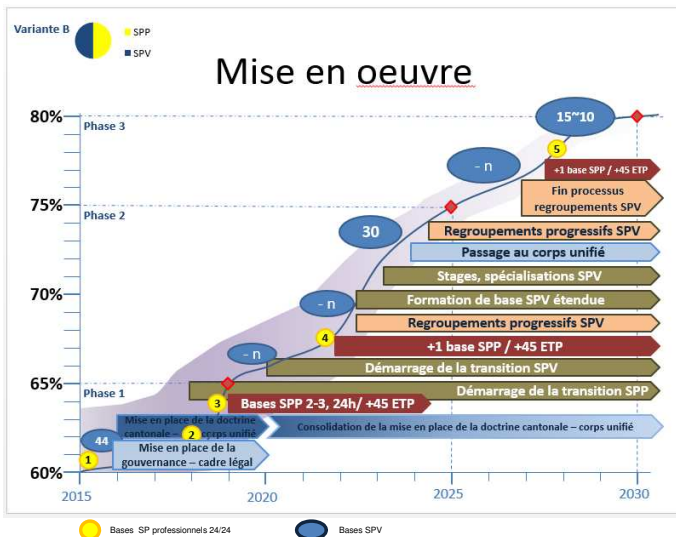 Variante B
SPP
SPV
Mise en oeuvre
80%
Phase 3
15~10
5
+1 base SPP / +45 ETP
- n
Fin processus
regroupements SPV
75%
Phase 2
30
Regroupements progressifs SPV
Passage au corps unifié
Stages, spécialisations SPV
70%
- n
Formation de base SPV étendue
Regroupements progressifs SPV
4
+1 base SPP / +45 ETP
- n
Démarrage de la transition SPV
65%
Phase 1
Démarrage de la transition SPP
3
Bases SPP 2-3, 24h/ +45 ETP
Mise en place de la doctrine
cantonale – corps unifié
2
Consolidation de la mise en place de la doctrine cantonale – corps unifié
44
Mise en place de la
gouvernance – cadre légal
1
60%
2015
2020
2025
2030
Bases SP professionnels 24/24
Bases SPV